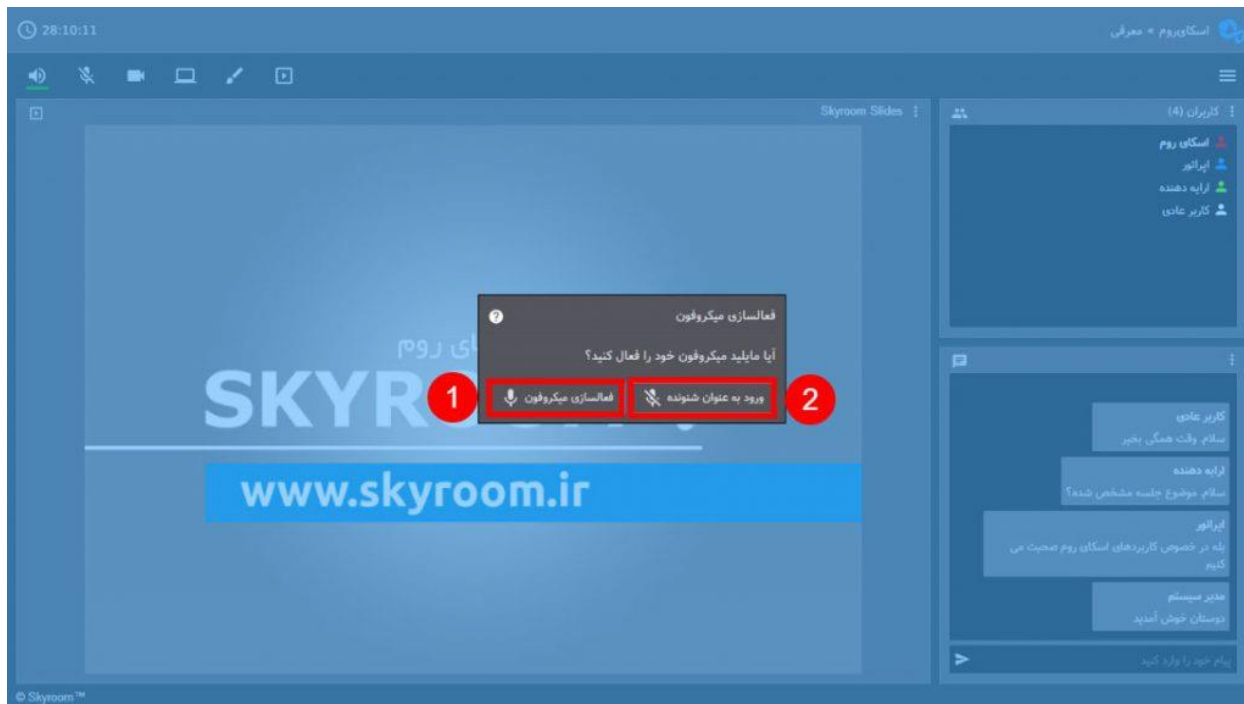 28:10:11
اسکای‌روم » معرفی
Skyroom Slides
کاربران (4)
اسکای روم
اپراتور
ارایه دهنده
کاربر عادی
فعالسازی میکروفون
?
آیا مایلید میکروفون خود را فعال کنید؟
ورود به عنوان شنونده
فعالسازی میکروفون
1
2
ای روم
SKYR
www.skyroom.ir
کاربر عادی
سلام. وقت همگی بخیر
ارایه دهنده
سلام. موضوع جلسه مشخص شده؟
اپراتور
بله در خصوص کاربردهای اسکای روم صحبت می
کنیم
مدیر سیستم
دوستان خوش آمدید
پیام خود را وارد کنید
© Skyroom™